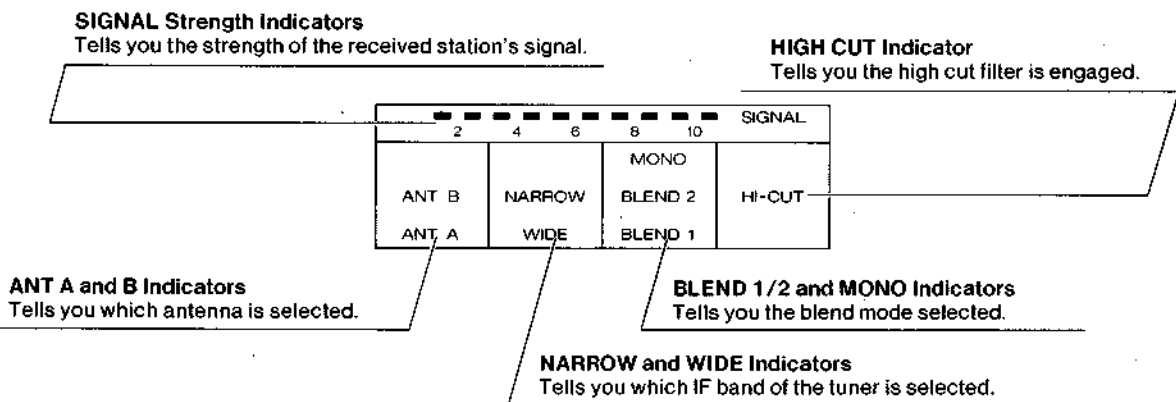 SIGNAL Strength Indicators
Tells you the strength of the received station's signal.
HIGH CUT Indicator
Tells you the high cut filter is engaged.
SIGNAL
2 4 6 8 10
MONO
ANT B NARROW BLEND 2 HI-CUT
ANT A WIDE BLEND 1
ANT A and B Indicators
Tells you which antenna is selected.
BLEND 1/2 and MONO Indicators
Tells you the blend mode selected.
NARROW and WIDE Indicators
Tells you which IF band of the tuner is selected.